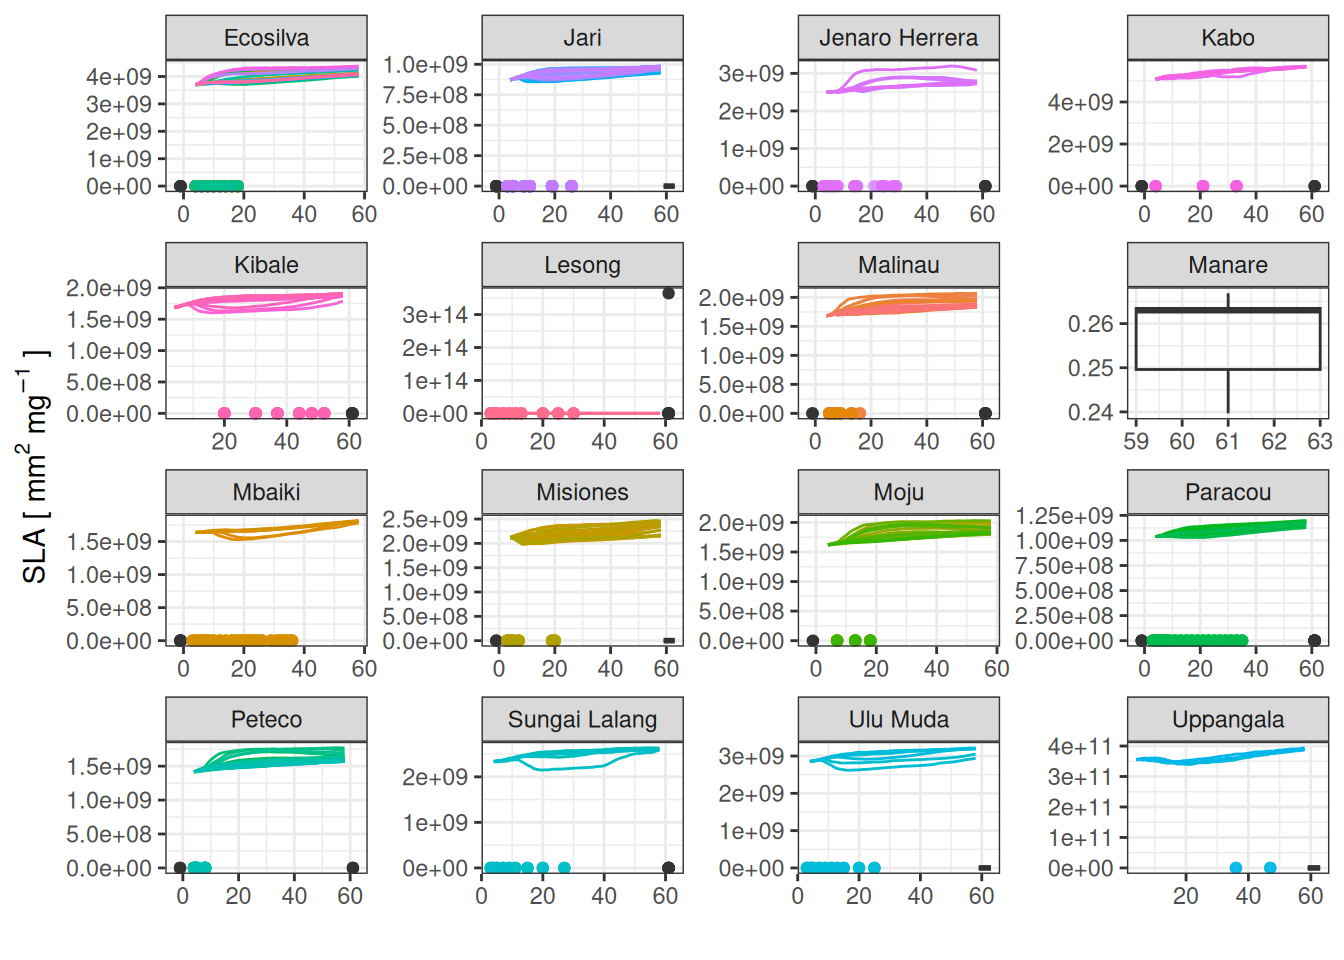 Ecosilva
Jari
Jenaro Herrera
Kabo
4e+09
3e+09
2e+09
1e+09
0e+00
1.0e+09
7.5e+08
5.0e+08
2.5e+08
0.0e+00
3e+09
2e+09
1e+09
0e+00
4e+09
2e+09
0e+00
0 20 40 60
0 20 40 60
0 20 40 60
0 20 40 60
Kibale
Lesong
Malinau
Manare
2.0e+09
1.5e+09
1.0e+09
5.0e+08
0.0e+00
3e+14
2e+14
1e+14
0e+00
2.0e+09
1.5e+09
1.0e+09
5.0e+08
0.0e+00
0.26
0.25
0.24
20 40 60
0 20 40 60
0 20 40 60
59 60 61 62 63
SLA [ mm² mg⁻¹ ]
Mbaiki
Misiones
Moju
Paracou
1.5e+09
1.0e+09
5.0e+08
0.0e+00
2.5e+09
2.0e+09
1.5e+09
1.0e+09
5.0e+08
0.0e+00
2.0e+09
1.5e+09
1.0e+09
5.0e+08
0.0e+00
1.25e+09
1.00e+09
7.50e+08
5.00e+08
2.50e+08
0.00e+00
0 20 40 60
0 20 40 60
0 20 40 60
0 20 40 60
Peteco
Sungai Lalang
Ulu Muda
Uppangala
1.5e+09
1.0e+09
5.0e+08
0.0e+00
2e+09
1e+09
0e+00
3e+09
2e+09
1e+09
0e+00
4e+11
3e+11
2e+11
1e+11
0e+00
0 20 40 60
0 20 40 60
0 20 40 60
20 40 60